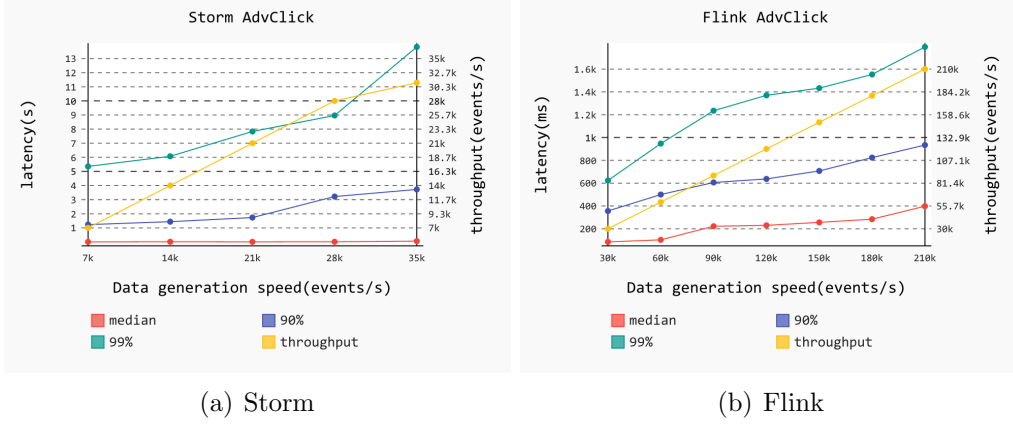 Storm AdvClick
latency(s)
13
12
11
10
9
8
7
6
5
4
3
2
1
35k
32.7k
30.3k
28k
25.7k
23.3k
21k
18.7k
16.3k
14k
11.7k
9.3k
7k
throughput(events/s)
7k 14k 21k 28k 35k
Data generation speed(events/s)
median 90%
99% throughput
(a) Storm
Flink AdvClick
latency(ms)
1.6k
1.4k
1.2k
1k
800
600
400
200
210k
184.2k
158.6k
132.9k
107.1k
81.4k
55.7k
30k
throughput(events/s)
30k 60k 90k 120k 150k 180k 210k
Data generation speed(events/s)
median 90%
99% throughput
(b) Flink